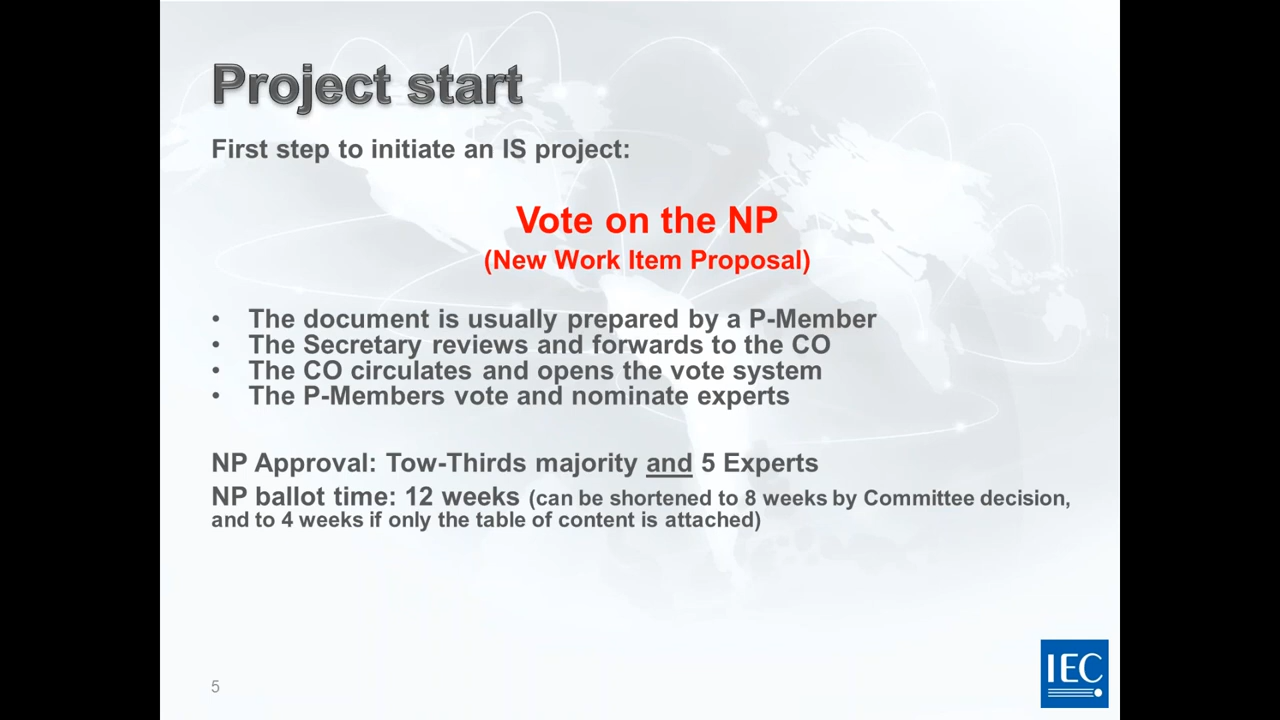 Project start
First step to initiate an IS project:
Vote on the NP
(New Work Item Proposal)
• The document is usually prepared by a P-Member
• The Secretary reviews and forwards to the CO
• The CO circulates and opens the vote system
• The P-Members vote and nominate experts
NP Approval: Tow-Thirds majority and 5 Experts
NP ballot time: 12 weeks (can be shortened to 8 weeks by Committee decision,
and to 4 weeks if only the table of content is attached)
5
IEC